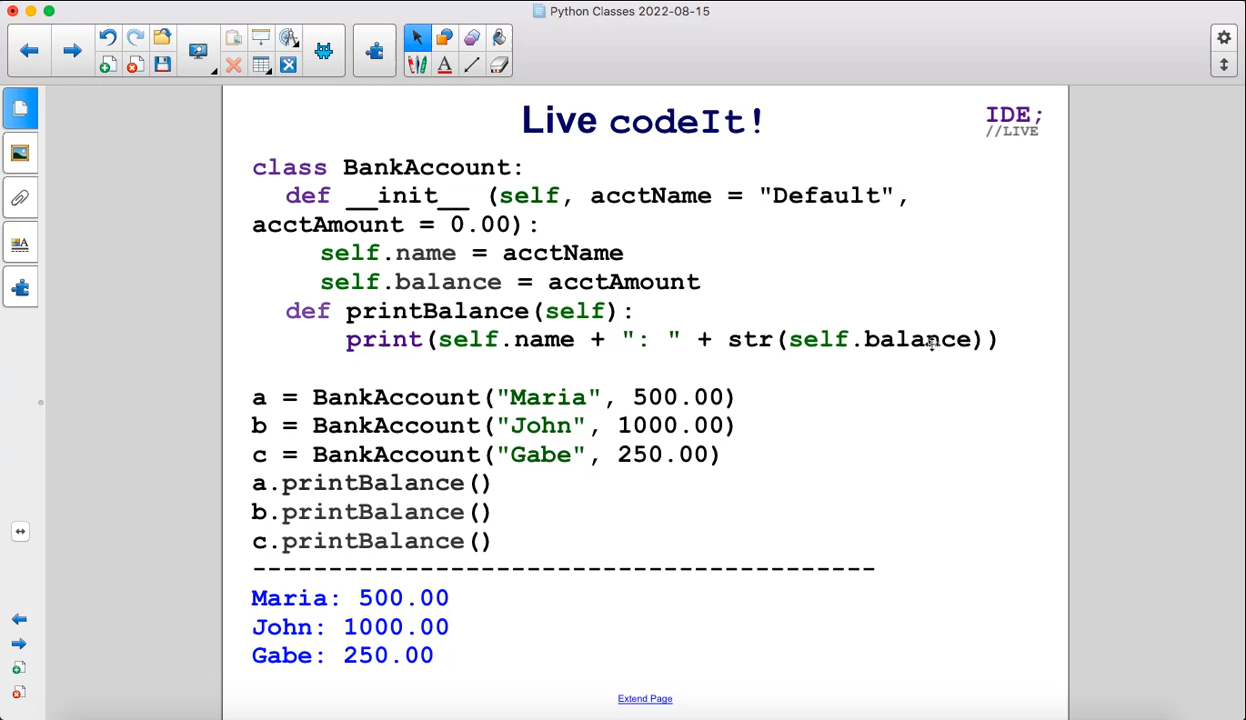 Python Classes 2022-08-15
Live codeIt!
IDE;
//LIVE
class BankAccount:
def __init__ (self, acctName = "Default",
acctAmount = 0.00):
self.name = acctName
self.balance = acctAmount
def printBalance(self):
print(self.name + ": " + str(self.balance))
a = BankAccount("Maria", 500.00)
b = BankAccount("John", 1000.00)
c = BankAccount("Gabe", 250.00)
a.printBalance()
b.printBalance()
c.printBalance()
-----------------------------------------
Maria: 500.00
John: 1000.00
Gabe: 250.00
Extend Page